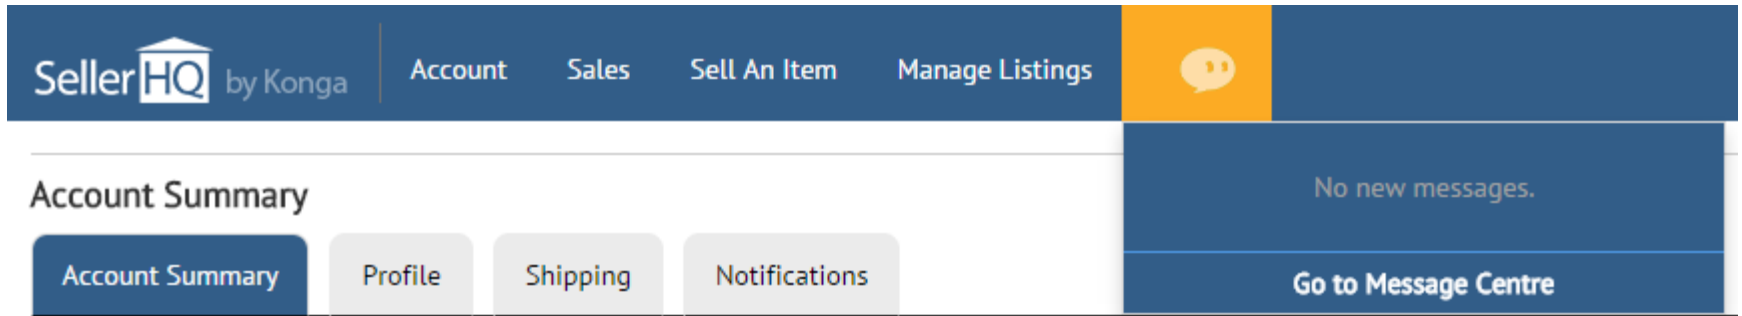 SellerHQ by Konga
Account Sales Sell An Item Manage Listings
No new messages.
Account Summary
Account Summary Profile Shipping Notifications
Go to Message Centre